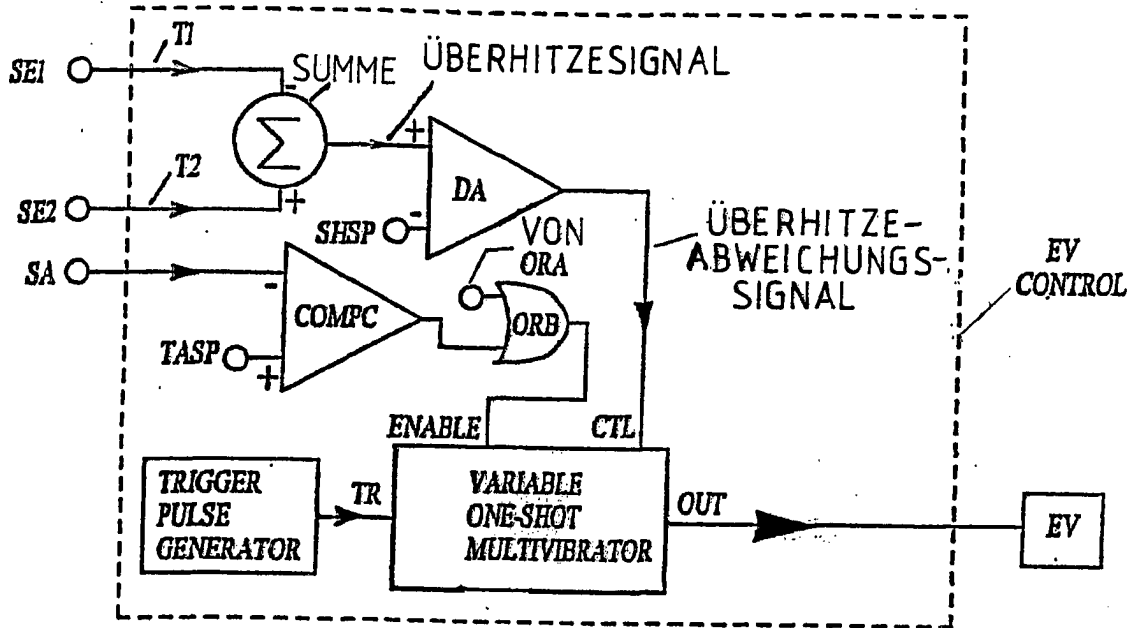 T1
SE1
-
SUMME
ÜBERHITZESIGNAL
Σ
+
DA
T2
SE2
+
SHSP
-
VON
ORA
ÜBERHITZE-
ABWEICHUNGS-
SIGNAL
EV
CONTROL
SA
-
COMPC
ORB
TASP
+
ENABLE
CTL
TRIGGER
PULSE
GENERATOR
TR
VARIABLE
ONE-SHOT
MULTIVIBRATOR
OUT
EV